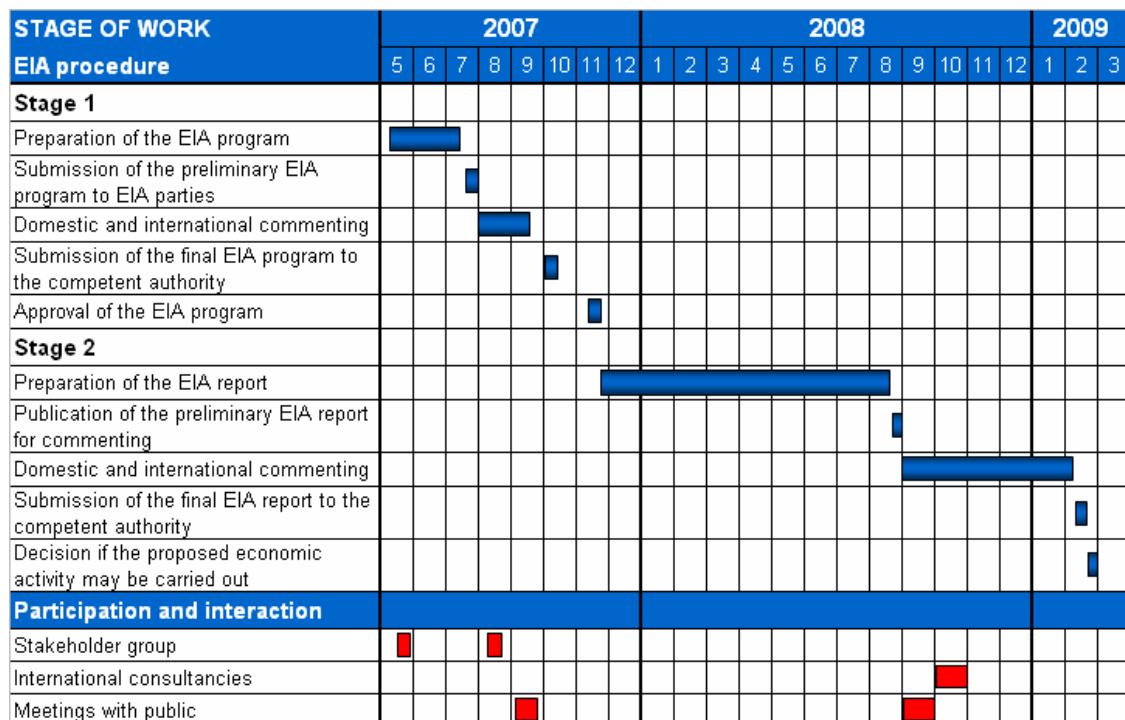 STAGE OF WORK 2007 2008 2009
EIA procedure 5 6 7 8 9 10 11 12 1 2 3 4 5 6 7 8 9 10 11 12 1 2 3
Stage 1
Preparation of the EIA program
Submission of the preliminary EIA
program to EIA parties
Domestic and international commenting
Submission of the final EIA program to
the competent authority
Approval of the EIA program
Stage 2
Preparation of the EIA report
Publication of the preliminary EIA report
for commenting
Domestic and international commenting
Submission of the final EIA report to the
competent authority
Decision if the proposed economic
activity may be carried out
Participation and interaction
Stakeholder group
International consultancies
Meetings with public